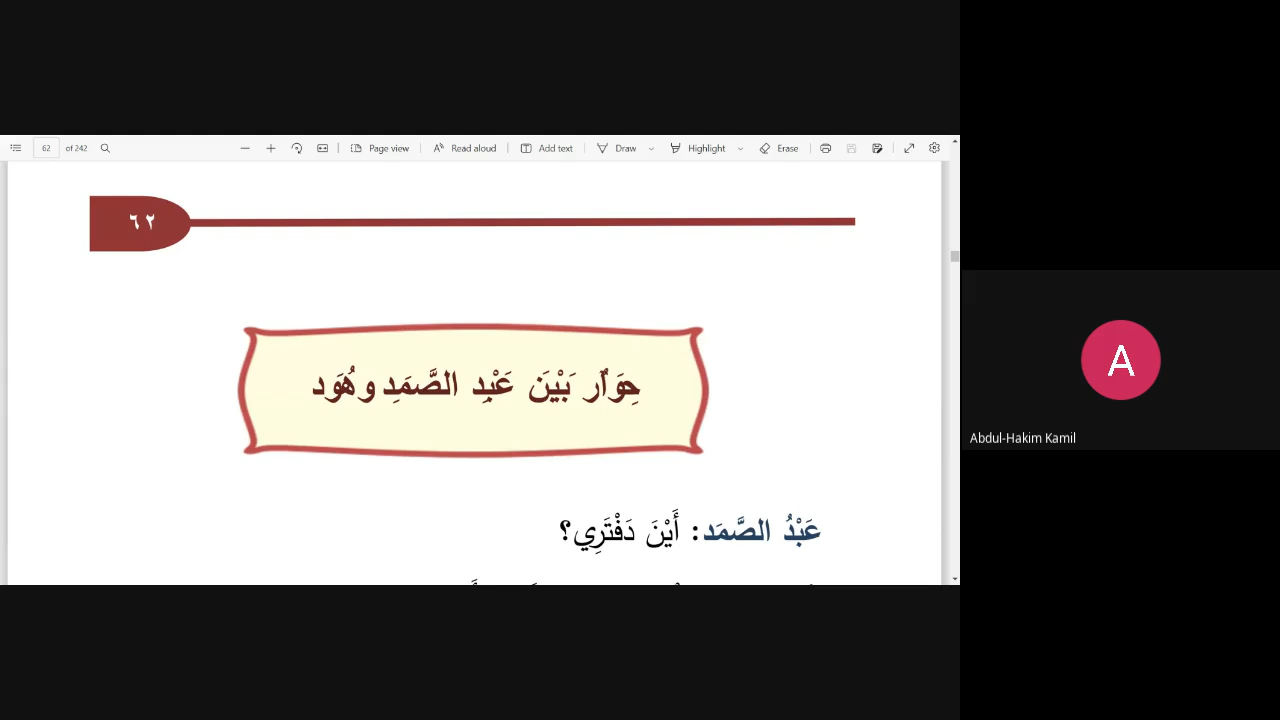 62 of 242 Page view Read aloud Add text Draw Highlight Erase
٦٢
حِوَارٌ بَيْنَ عَبْدِ الصَّمَدِ وهُوَد
عَبْدُ الصَّمَد: أَيْنَ دَفْتَرِي؟
A
Abdul-Hakim Kamil